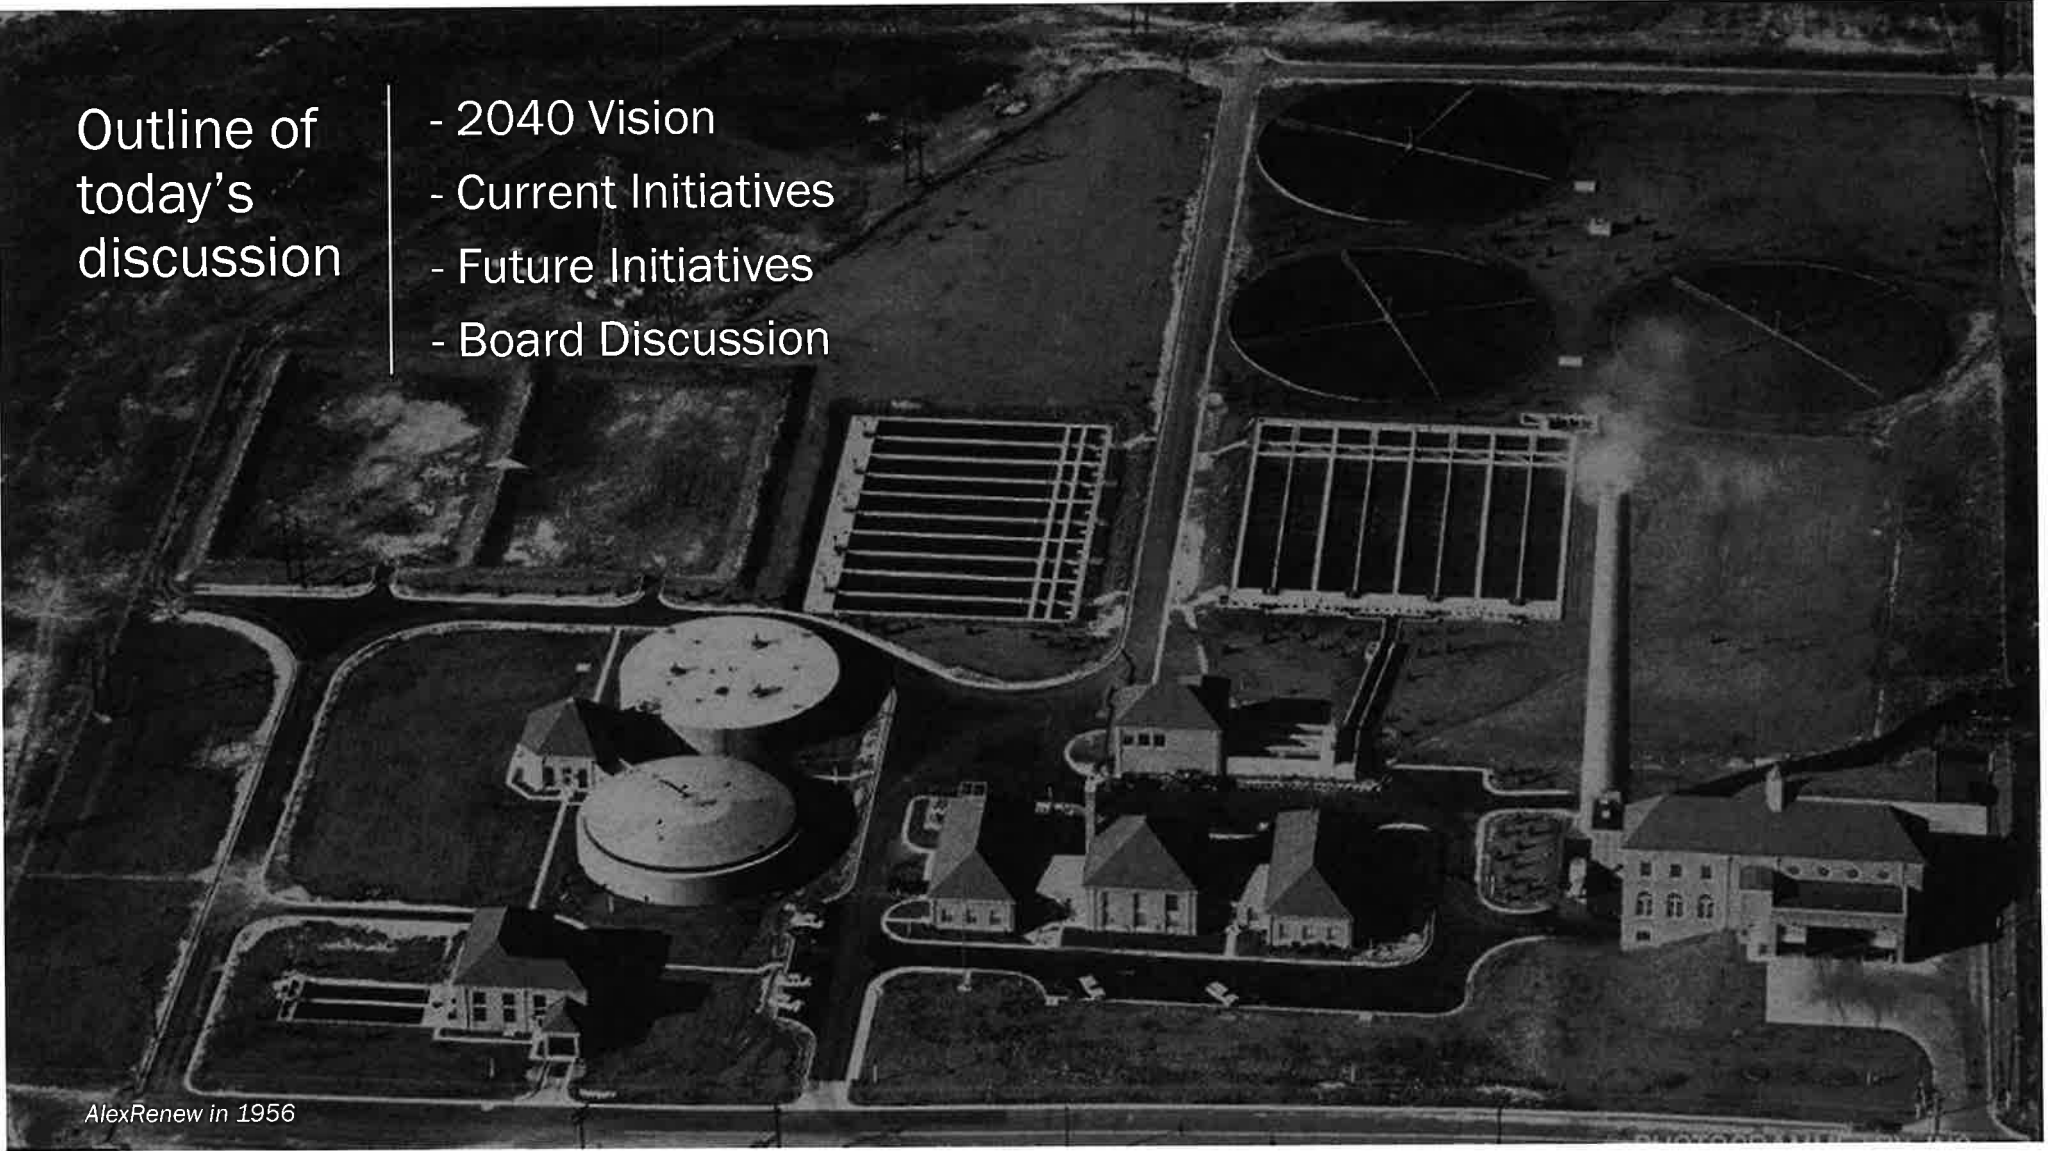 Outline of
today's
discussion
- 2040 Vision
- Current Initiatives
- Future Initiatives
- Board Discussion
AlexRenew in 1956